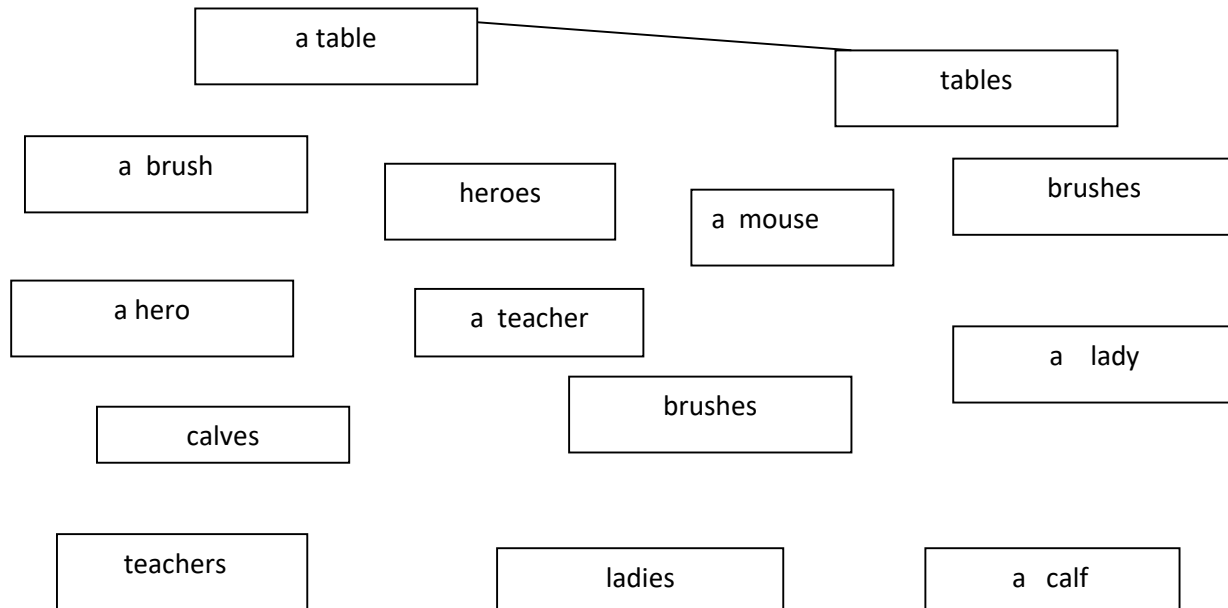 a table
tables
a  brush
heroes
a  mouse
brushes
a hero
a  teacher
a    lady
brushes
calves
teachers
ladies
a   calf